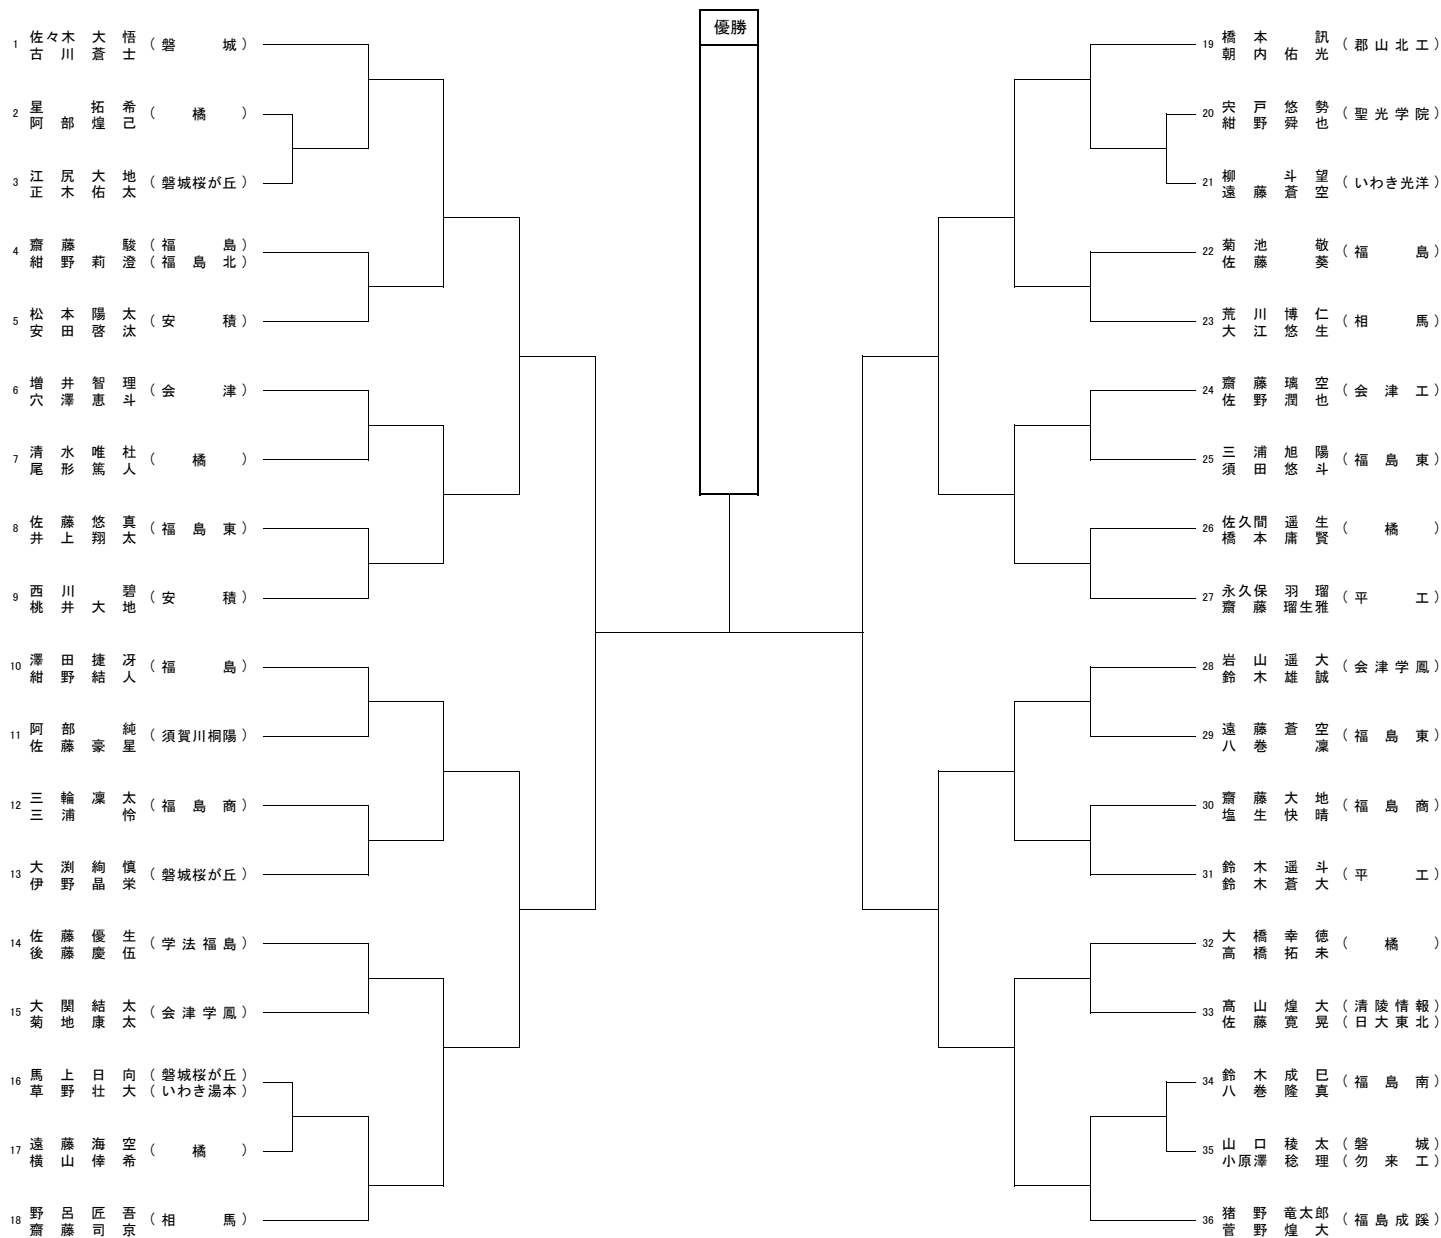 優勝
1 佐々木 大 悟 ( 磐 城 )
古 川 蒼 士
2 星 拓 希 ( 橘 )
阿 部 煌 己
3 江 尻 大 地 ( 磐城桜が丘 )
正 木 佑 太
4 齋 藤 駿 ( 福 島 )
紺 野 莉 澄 ( 福 島 北 )
5 松 本 陽 太 ( 安 積 )
安 田 啓 汰
6 増 井 智 理 ( 会 津 )
穴 澤 恵 斗
7 清 水 唯 杜 ( 橘 )
尾 形 篤 人
8 佐 藤 悠 真 ( 福 島 東 )
井 上 翔 太
9 西 川 碧 ( 安 積 )
桃 井 大 地
10 澤 田 捷 冴 ( 福 島 )
紺 野 結 人
11 阿 部 純 ( 須賀川桐陽 )
佐 藤 豪 星
12 三 輪 凜 太 ( 福 島 商 )
三 浦 怜
13 大 渕 絢 慎 ( 磐城桜が丘 )
伊 野 晶 栄
14 佐 藤 優 生 ( 学 法 福 島 )
後 藤 慶 伍
15 大 関 結 太 ( 会 津 学 鳳 )
菊 地 康 太
16 馬 上 日 向 ( 磐城桜が丘 )
草 野 壮 大 ( いわき湯本 )
17 遠 藤 海 空 ( 橘 )
横 山 倖 希
18 野 呂 匠 吾 ( 相 馬 )
齋 藤 司 京
19 橋 本 訊 ( 郡 山 北 工 )
朝 内 佑 光
20 宍 戸 悠 勢 ( 聖 光 学 院 )
紺 野 舜 也
21 柳 斗 望 ( いわき光洋 )
遠 藤 蒼 空
22 菊 池 敬 ( 福 島 )
佐 藤 葵
23 荒 川 博 仁 ( 相 馬 )
大 江 悠 生
24 齋 藤 璃 空 ( 会 津 工 )
佐 野 潤 也
25 三 浦 旭 陽 ( 福 島 東 )
須 田 悠 斗
26 佐久間 遥 生 ( 橘 )
橋 本 庸 賢
27 永久保 羽 瑠 ( 平 工 )
齋 藤 瑠生雅
28 岩 山 遥 大 ( 会 津 学 鳳 )
鈴 木 雄 誠
29 遠 藤 蒼 空 ( 福 島 東 )
八 巻 凜
30 齋 藤 大 地 ( 福 島 商 )
塩 生 快 晴
31 鈴 木 遥 斗 ( 平 工 )
鈴 木 蒼 大
32 大 橋 幸 徳 ( 橘 )
高 橋 拓 未
33 髙 山 煌 大 ( 清 陵 情 報 )
佐 藤 寛 晃 ( 日 大 東 北 )
34 鈴 木 成 巳 ( 福 島 南 )
八 巻 隆 真
35 山 口 稜 太 ( 磐 城 )
小原澤 稔 理 ( 勿 来 工 )
36 猪 野 竜太郎 ( 福 島 成 蹊 )
菅 野 煌 大